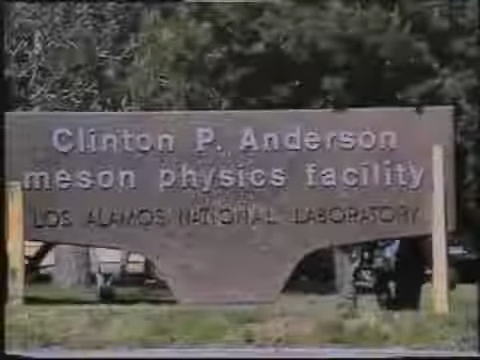 Clinton P. Anderson
meson physics facility
LOS ALAMOS NATIONAL LABORATORY